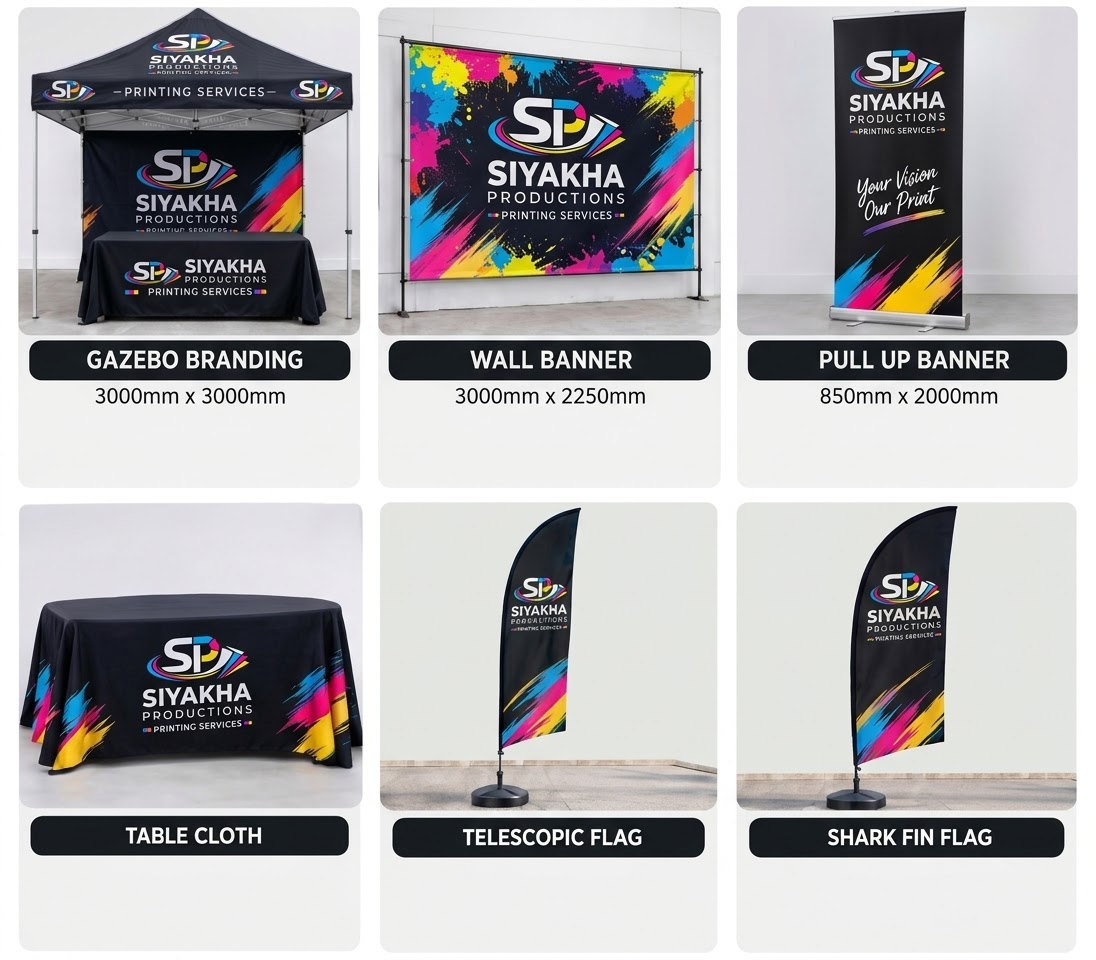 SP
SIYAKHA
PRODUCTIONS
SP
–PRINTING SERVICES–
SP
SP
SIYAKHA
PRODUCTIONS
PRINTING SERVICES
SP
SIYAKHA
PRODUCTIONS
PRINTING SERVICES
GAZEBO BRANDING
3000mm x 3000mm
SP
SIYAKHA
PRODUCTIONS
PRINTING SERVICES
WALL BANNER
3000mm x 2250mm
SP
SIYAKHA
PRODUCTIONS
PRINTING SERVICES
Your Vision
Our Print
PULL UP BANNER
850mm x 2000mm
SP
SIYAKHA
PRODUCTIONS
PRINTING SERVICES
TABLE CLOTH
SP
SIYAKHA
TELESCOPIC FLAG
SP
SIYAKHA
PRODUCTIONS
SHARK FIN FLAG